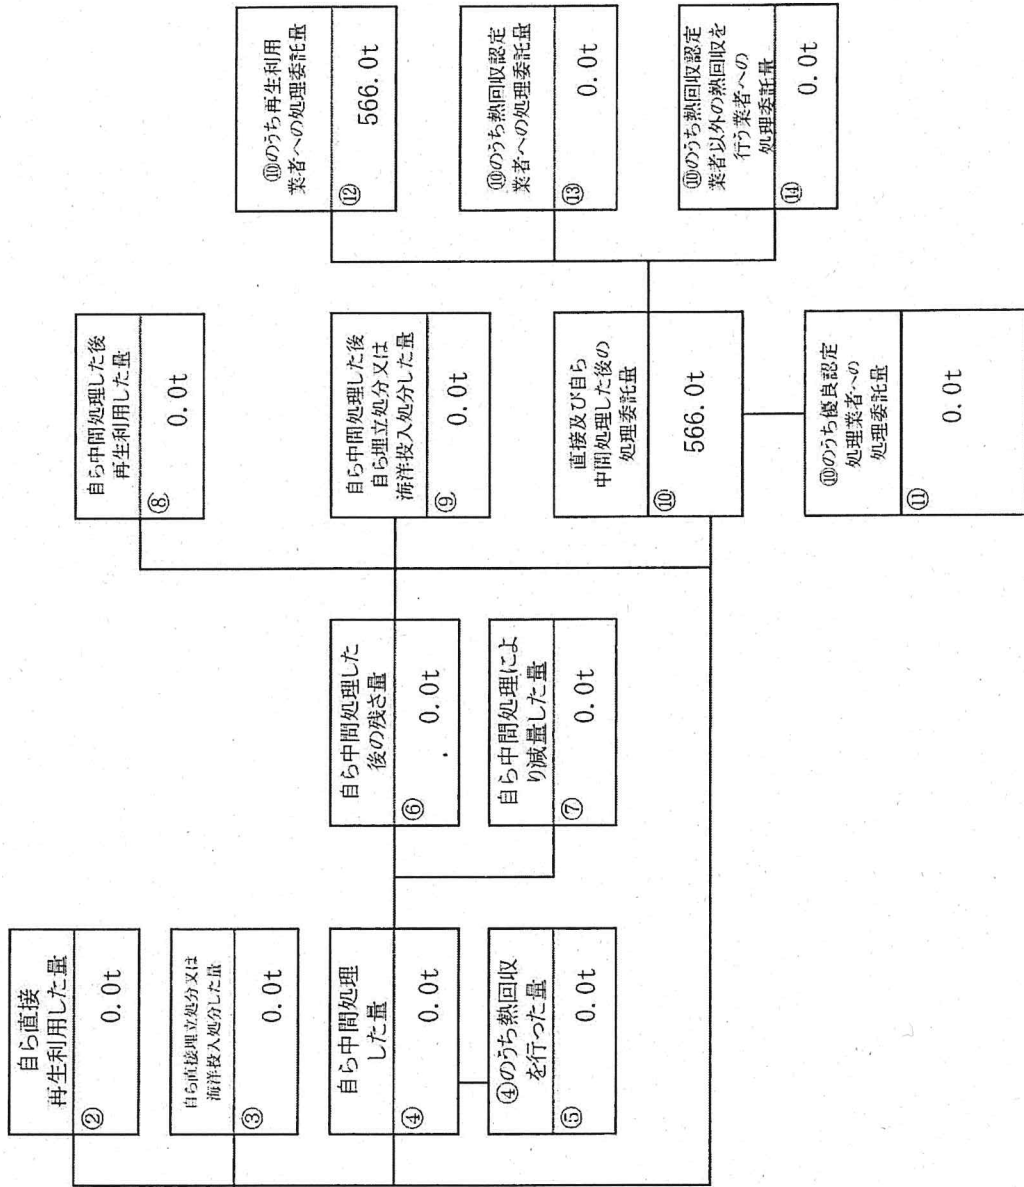 自ら直接
再生利用した量
②
0.0t
自ら直接埋立処分又は
海洋投入処分した量
③
0.0t
自ら中間処理
した量
④
0.0t
④のうち熱回収
を行った量
⑤
0.0t
自ら中間処理した
後の残さ量
⑥
0.0t
自ら中間処理によ
り減量した量
⑦
0.0t
自ら中間処理した後
再生利用した量
⑧
0.0t
自ら中間処理した後
自ら埋立処分又は
海洋投入処分した量
⑨
0.0t
直接及び自ら
中間処理した後の
処理委託量
⑩
566.0t
⑩のうち優良認定
処理業者への
処理委託量
⑪
0.0t
⑩のうち再生利用
業者への処理委託量
⑫
566.0t
⑩のうち熱回収認定
業者への処理委託量
⑬
0.0t
⑩のうち熱回収認定
業者以外の熱回収を
行う業者への
処理委託量
⑭
0.0t